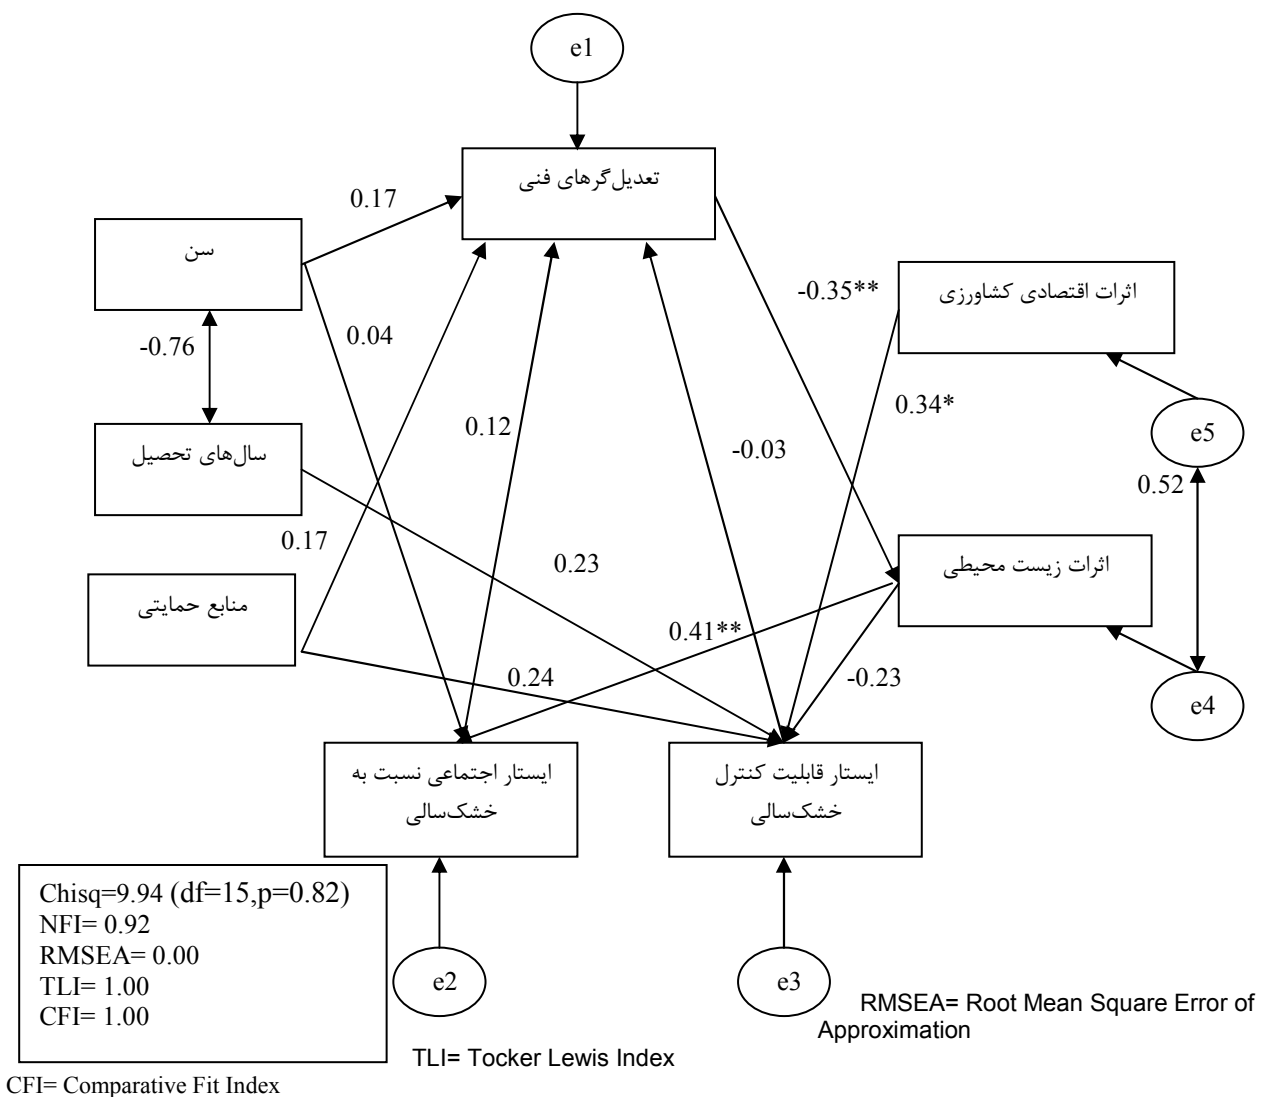 e1
تعدیل‌گرهای فنی
0.17
سن
-0.35**
اثرات اقتصادی کشاورزی
-0.76
0.04
0.34*
0.12
-0.03
e5
سال‌های تحصیل
0.52
0.17
0.23
اثرات زیست محیطی
منابع حمایتی
0.41**
0.24
-0.23
e4
ایستار اجتماعی نسبت به
خشک‌سالی
ایستار قابلیت کنترل
خشک‌سالی
Chisq=9.94 (df=15,p=0.82)
NFI= 0.92
RMSEA= 0.00
TLI= 1.00
CFI= 1.00
e2
e3
RMSEA= Root Mean Square Error of
Approximation
TLI= Tocker Lewis Index
CFI= Comparative Fit Index